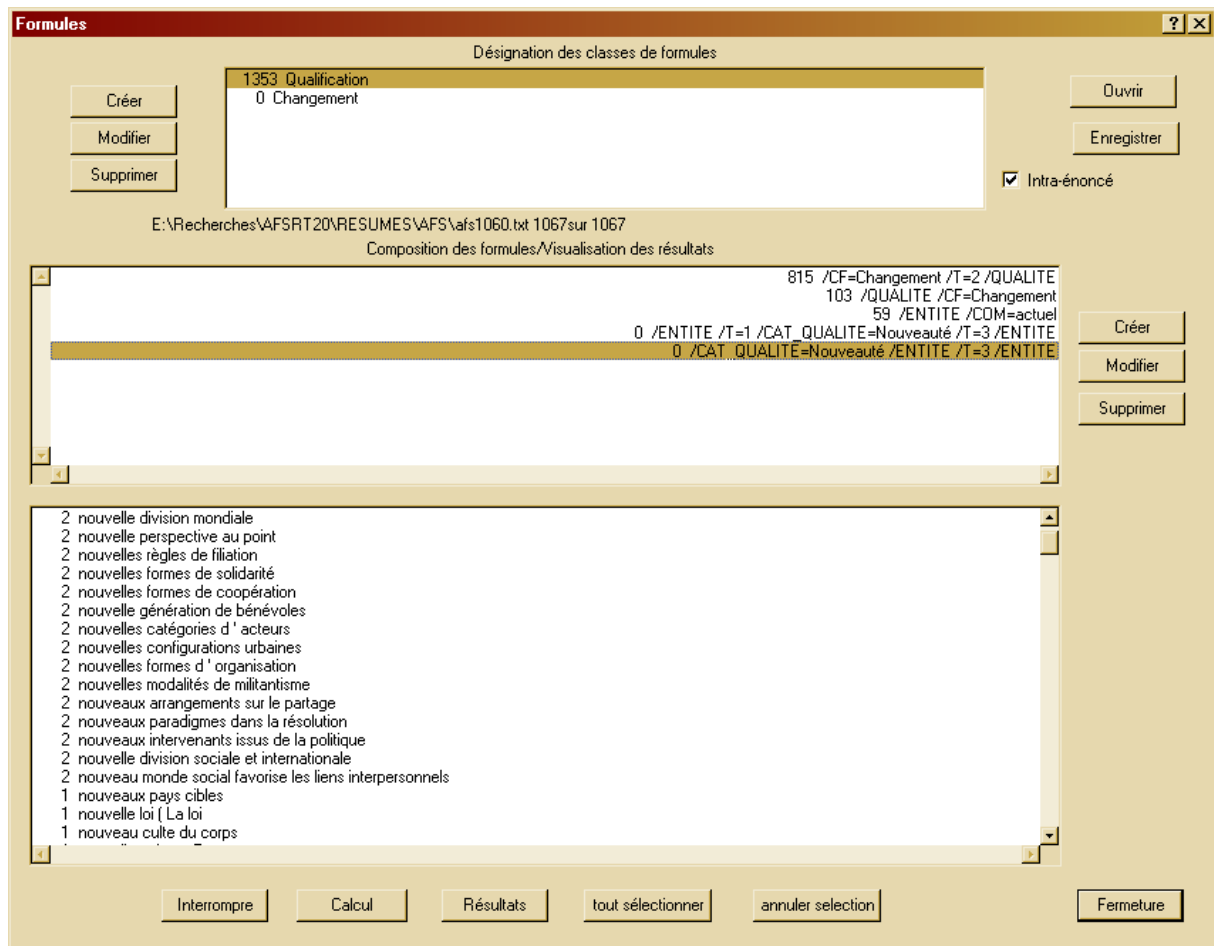 Formules
Désignation des classes de formules
1353 Qualification
0 Changement
Créer
Modifier
Supprimer
Ouvrir
Enregistrer
Intra-énoncé
E:\Recherches\AFSRT20\RESUMES\AFS\afs1060.txt 1067sur 1067
Composition des formules/Visualisation des résultats
815 /CF=Changement /T=2 /QUALITE
103 /QUALITE /CF=Changement
59 /ENTITE /COM=actuel
0 /ENTITE /T=1 /CAT_QUALITE=Nouveauté /T=3 /ENTITE
0 /CAT_QUALITE=Nouveauté /ENTITE /T=3 /ENTITE
Créer
Modifier
Supprimer
2 nouvelle division mondiale
2 nouvelle perspective au point
2 nouvelles règles de filiation
2 nouvelles formes de solidarité
2 nouvelles formes de coopération
2 nouvelle génération de bénévoles
2 nouvelles catégories d ' acteurs
2 nouvelles configurations urbaines
2 nouvelles formes d ' organisation
2 nouvelles modalités de militantisme
2 nouveaux arrangements sur le partage
2 nouveaux paradigmes dans la résolution
2 nouveaux intervenants issus de la politique
2 nouvelle division sociale et internationale
2 nouveau monde social favorise les liens interpersonnels
1 nouveaux pays cibles
1 nouvelle loi ( La loi
1 nouveau culte du corps
Interrompre
Calcul
Résultats
tout sélectionner
annuler selection
Fermeture